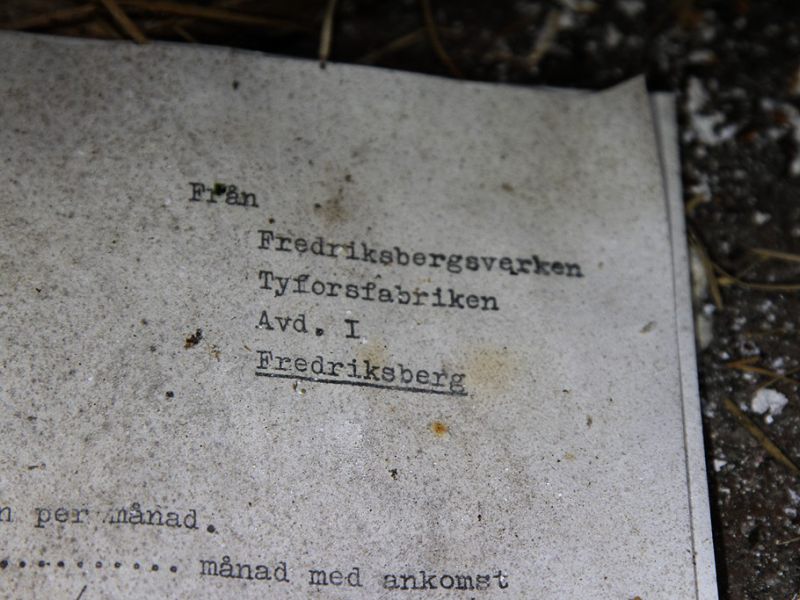 Från
Fredriksbergsverken
Tyforsfabriken
Avd. I
Fredriksberg
n per månad.
........... månad med ankomst